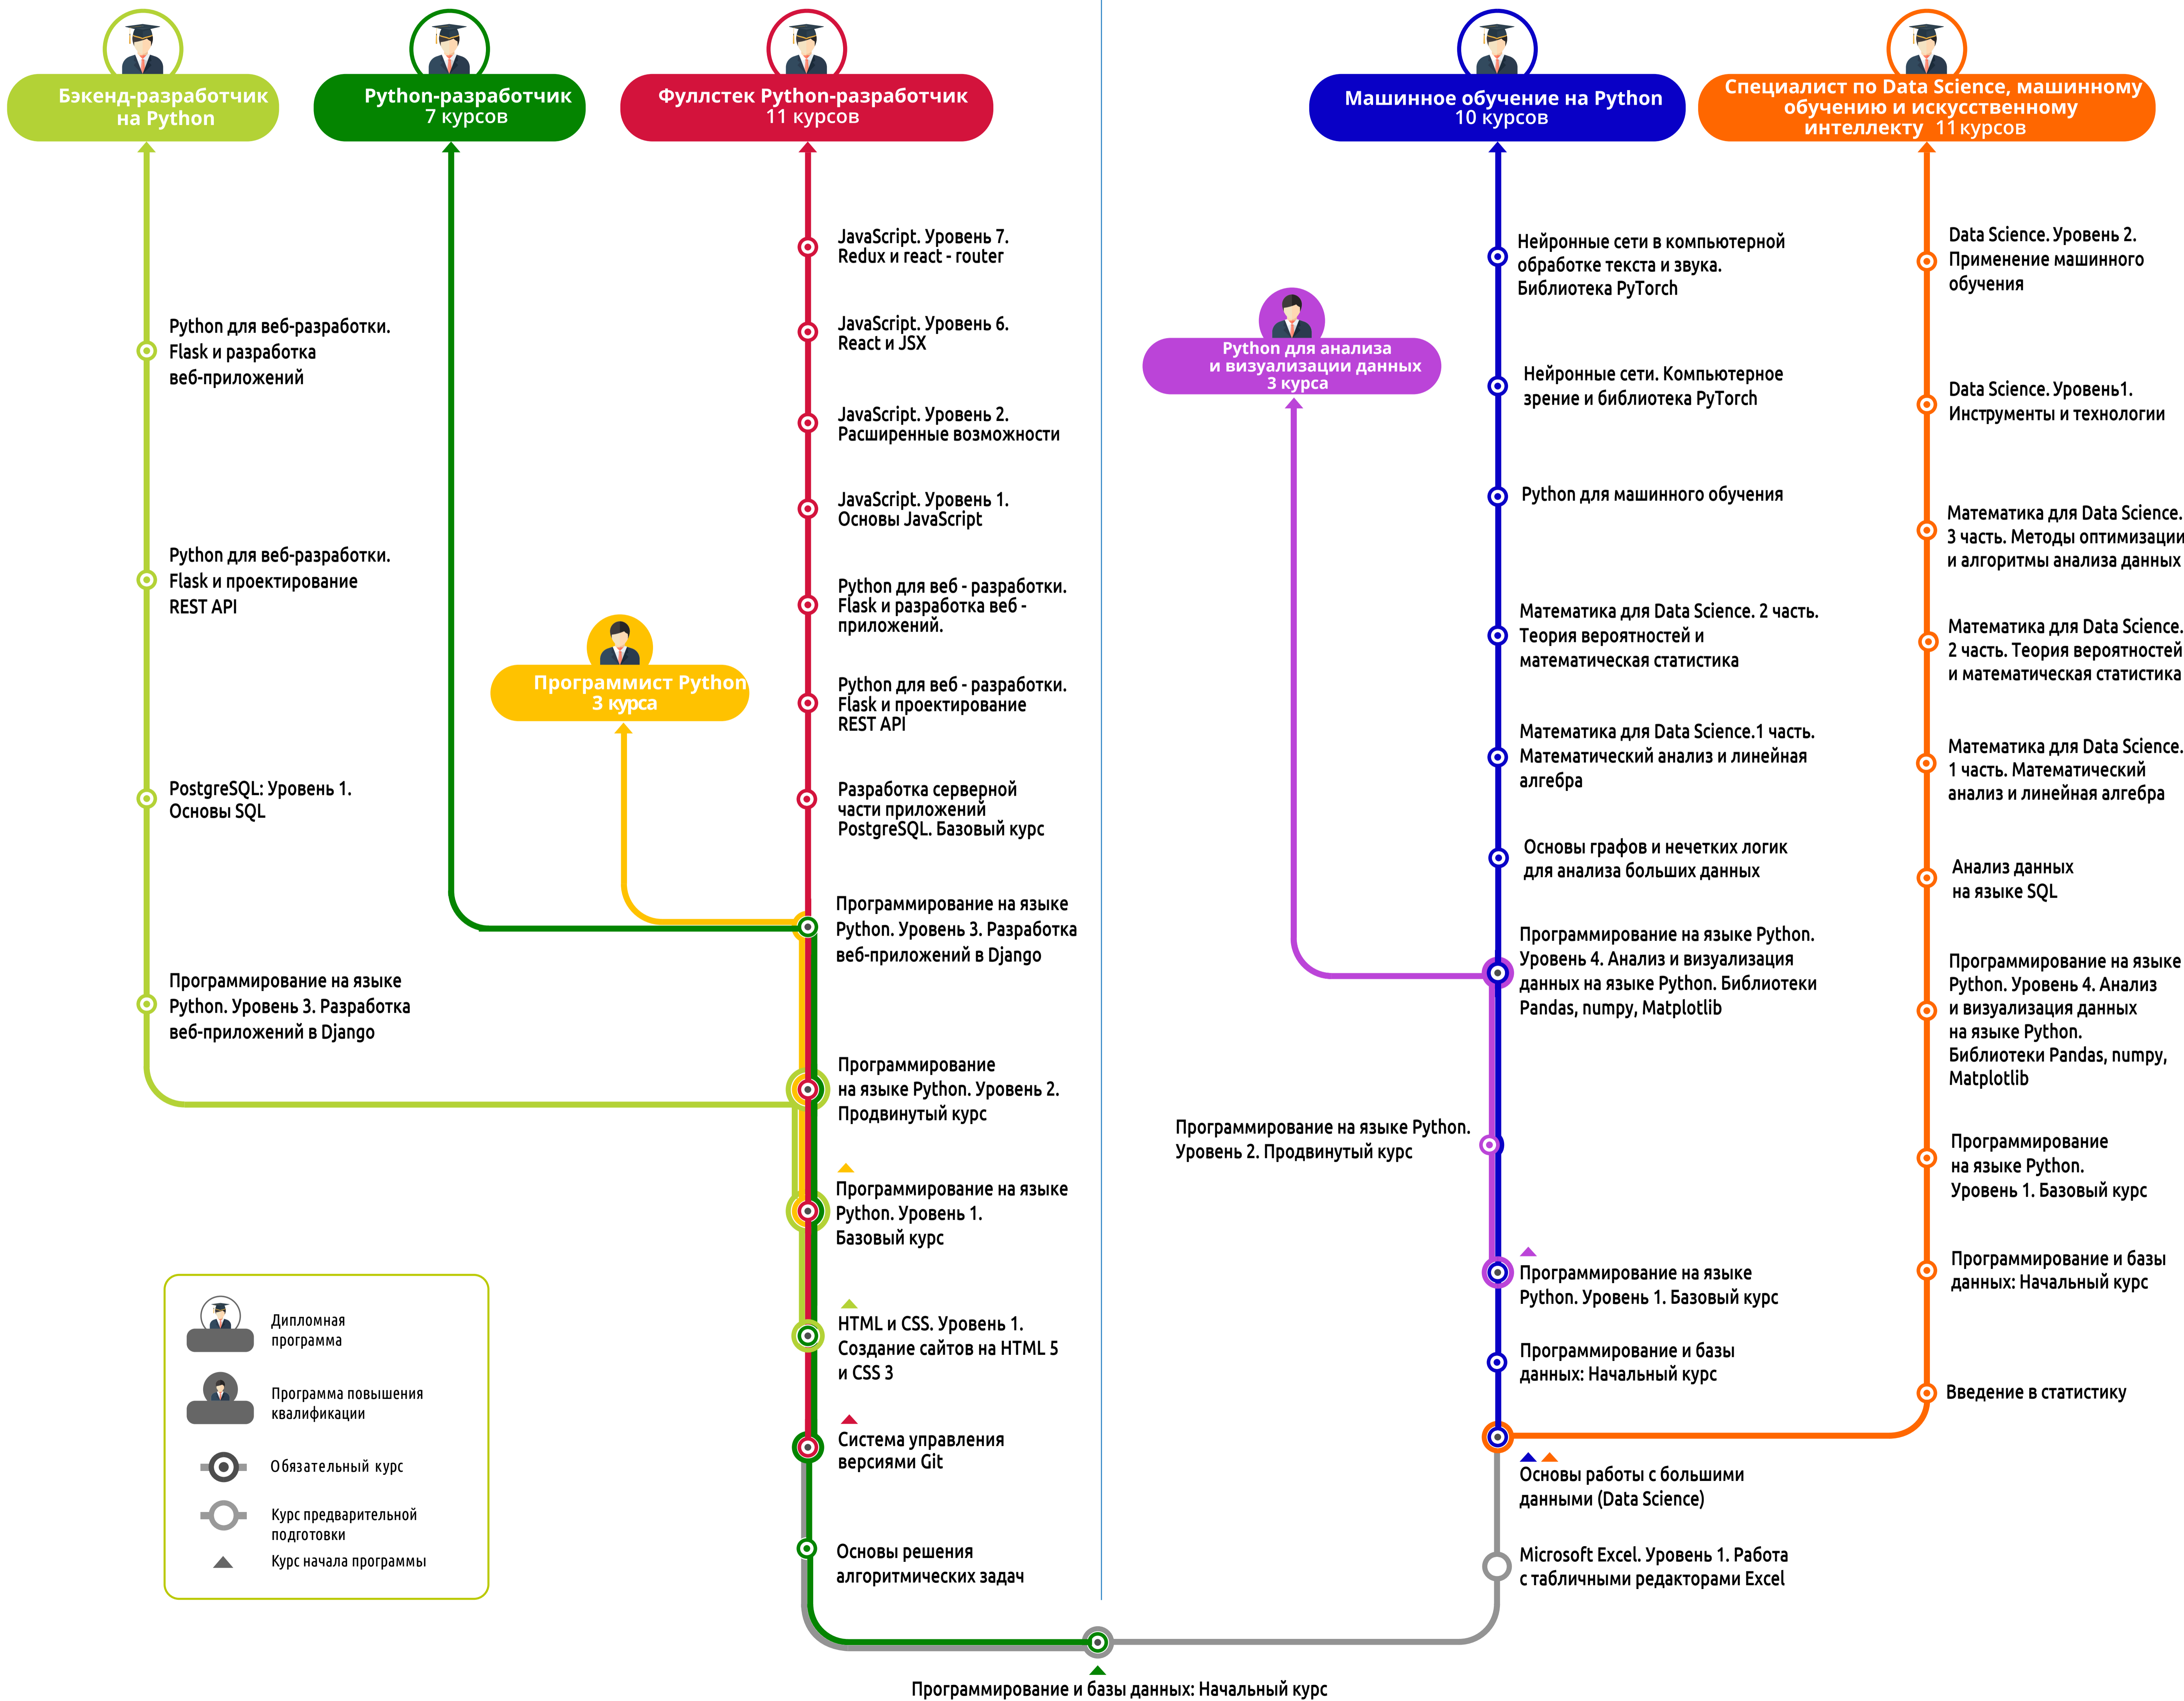 Бэкенд-разработчик
на Python
Python-разработчик
7 курсов
Фуллстек Python-разработчик
11 курсов
Машинное обучение на Python
10 курсов
Специалист по Data Science, машинному
обучению и искусственному
интеллекту 11 курсов
Python для веб-разработки.
Flask и разработка
веб-приложений
Python для веб-разработки.
Flask и проектирование
REST API
PostgreSQL: Уровень 1.
Основы SQL
Программирование на языке
Python. Уровень 3. Разработка
веб-приложений в Django
Программист Python
3 курса
JavaScript. Уровень 7.
Redux и react - router
JavaScript. Уровень 6.
React и JSX
JavaScript. Уровень 2.
Расширенные возможности
JavaScript. Уровень 1.
Основы JavaScript
Python для веб - разработки.
Flask и разработка веб -
приложений.
Python для веб - разработки.
Flask и проектирование
REST API
Разработка серверной
части приложений
PostgreSQL. Базовый курс
Программирование на языке
Python. Уровень 3. Разработка
веб-приложений в Django
Программирование
на языке Python. Уровень 2.
Продвинутый курс
Программирование на языке
Python. Уровень 1.
Базовый курс
HTML и CSS. Уровень 1.
Создание сайтов на HTML 5
и CSS 3
Система управления
версиями Git
Основы решения
алгоритмических задач
Программирование и базы данных: Начальный курс
Python для анализа
и визуализации данных
3 курса
Программирование на языке Python.
Уровень 2. Продвинутый курс
Нейронные сети в компьютерной
обработке текста и звука.
Библиотека PyTorch
Нейронные сети. Компьютерное
зрение и библиотека PyTorch
Python для машинного обучения
Математика для Data Science. 2 часть.
Теория вероятностей и
математическая статистика
Математика для Data Science.1 часть.
Математический анализ и линейная
алгебра
Основы графов и нечетких логик
для анализа больших данных
Программирование на языке Python.
Уровень 4. Анализ и визуализация
данных на языке Python. Библиотеки
Pandas, numpy, Matplotlib
Программирование на языке
Python. Уровень 1. Базовый курс
Программирование и базы
данных: Начальный курс
Основы работы с большими
данными (Data Science)
Microsoft Excel. Уровень 1. Работа
с табличными редакторами Excel
Data Science. Уровень 2.
Применение машинного
обучения
Data Science. Уровень1.
Инструменты и технологии
Математика для Data Science.
3 часть. Методы оптимизации
и алгоритмы анализа данных
Математика для Data Science.
2 часть. Теория вероятностей
и математическая статистика
Математика для Data Science.
1 часть. Математический
анализ и линейная алгебра
Анализ данных
на языке SQL
Программирование на языке
Python. Уровень 4. Анализ
и визуализация данных
на языке Python.
Библиотеки Pandas, numpy,
Matplotlib
Программирование
на языке Python.
Уровень 1. Базовый курс
Программирование и базы
данных: Начальный курс
Введение в статистику
Дипломная
программа
Программа повышения
квалификации
Обязательный курс
Курс предварительной
подготовки
Курс начала программы